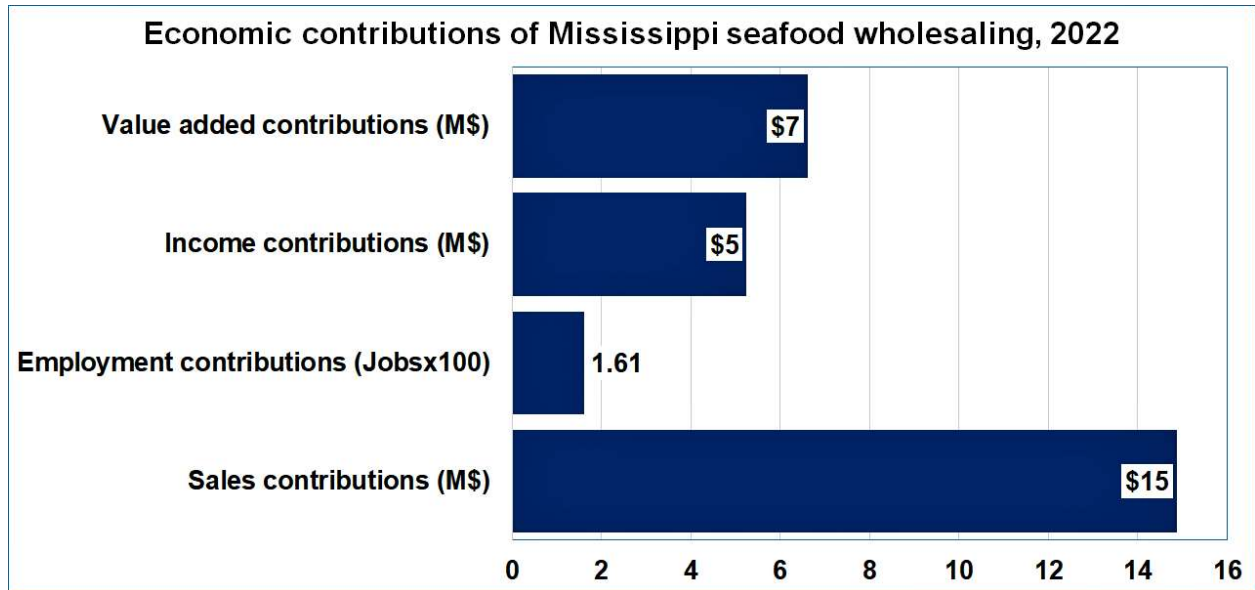 Economic contributions of Mississippi seafood wholesaling, 2022
Value added contributions (M$)
$7
Income contributions (M$)
$5
Employment contributions (Jobsx100)
1.61
Sales contributions (M$)
$15
0 2 4 6 8 10 12 14 16